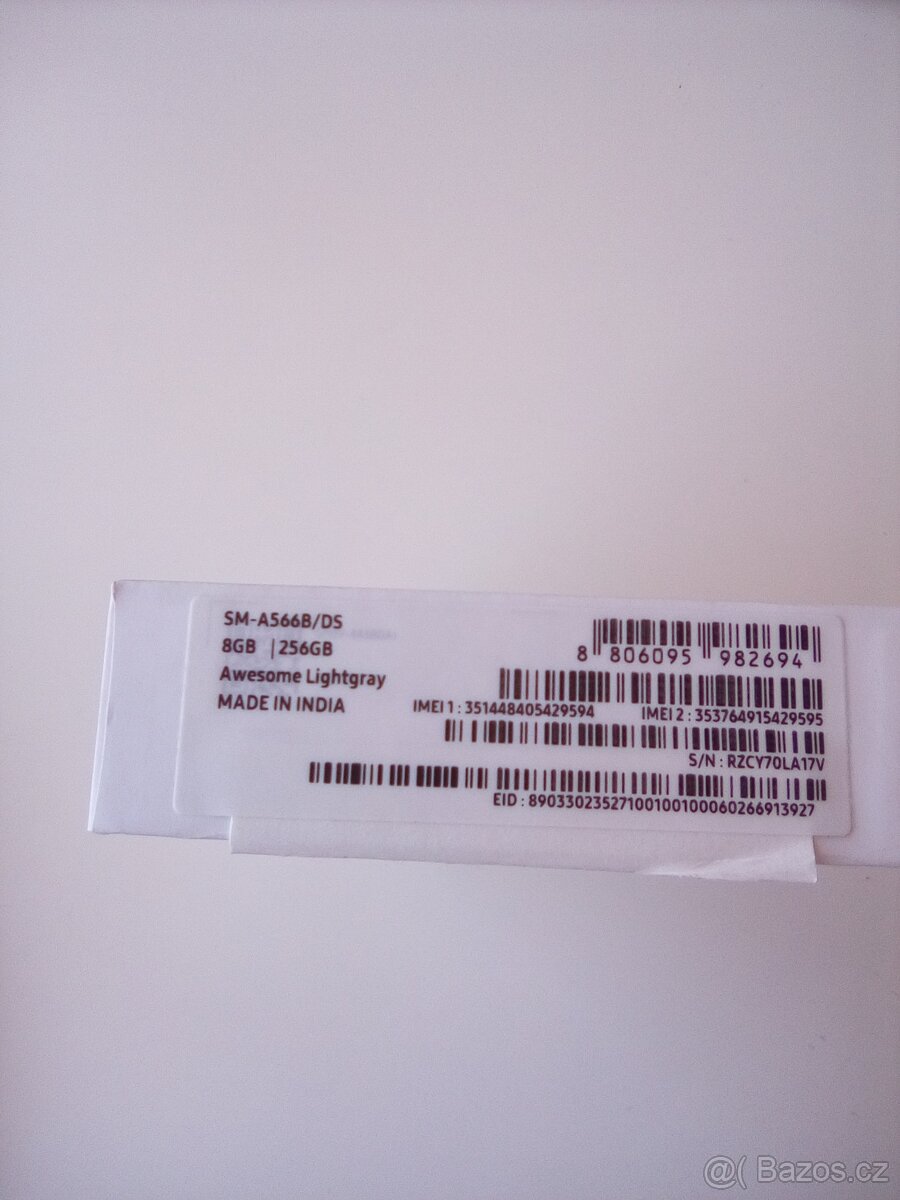 SM-A566B/DS
8GB | 256GB
Awesome Lightgray
MADE IN INDIA
8 806095 982694
IMEI 1 : 351448405429594 IMEI 2 : 353764915429595
S/N : RZCY70LA17V
EID : 89033023527100100100060266913927
@( Bazos.cz